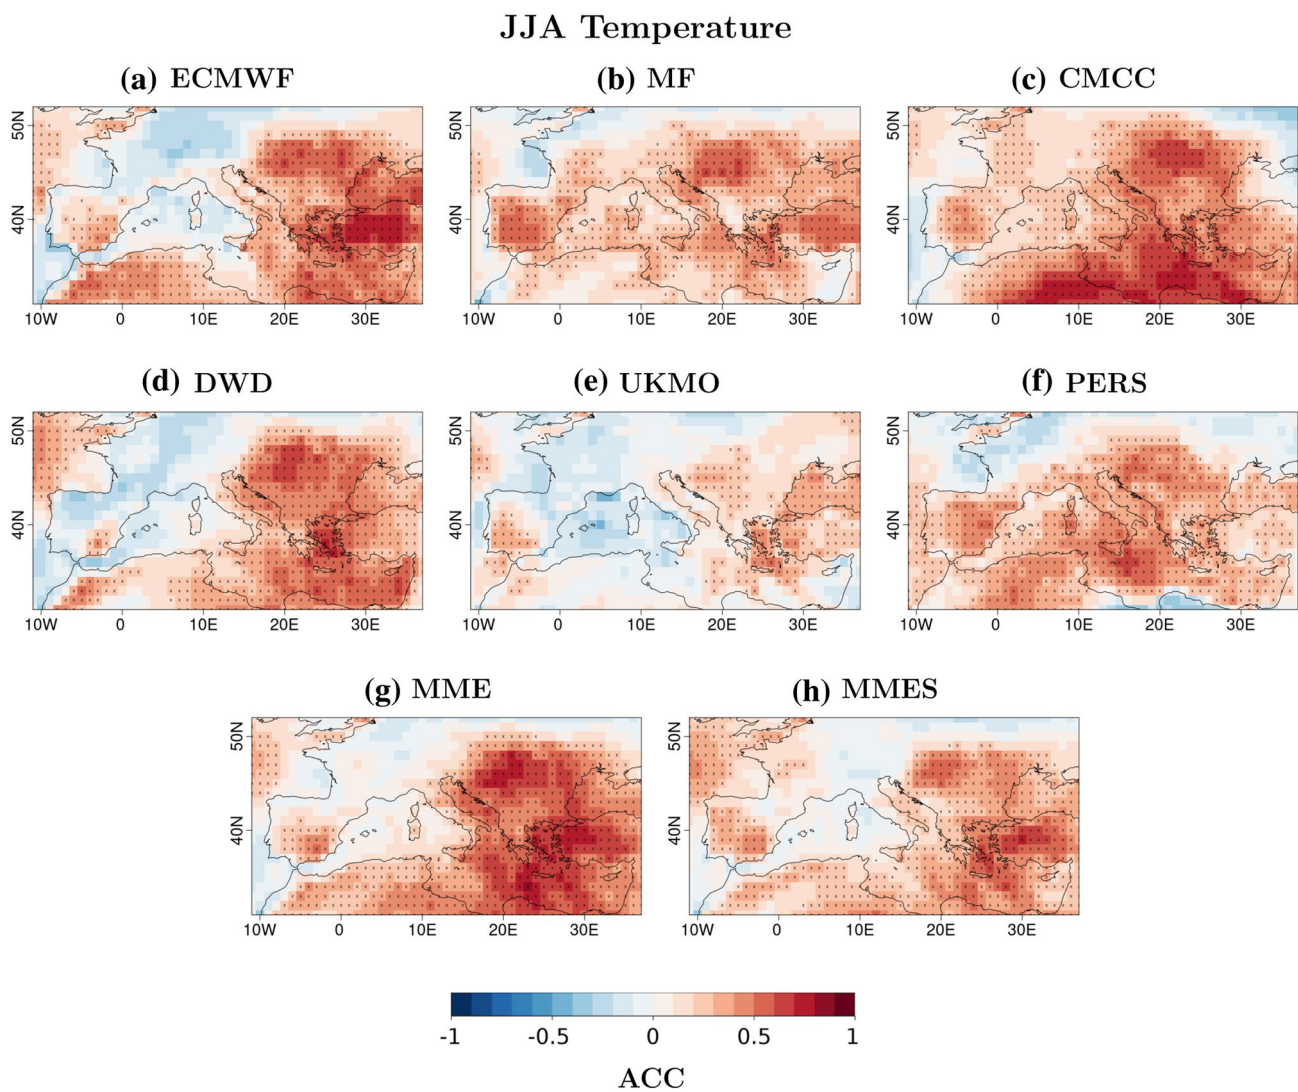 JJA Temperature
(a) ECMWF
(b) MF
(c) CMCC
50N
40N
10W 0 10E 20E 30E
50N
40N
10W 0 10E 20E 30E
50N
40N
10W 0 10E 20E 30E
(d) DWD
(e) UKMO
(f) PERS
50N
40N
10W 0 10E 20E 30E
50N
40N
10W 0 10E 20E 30E
50N
40N
10W 0 10E 20E 30E
(g) MME
(h) MMES
50N
40N
10W 0 10E 20E 30E
50N
40N
10W 0 10E 20E 30E
-1 -0.5 0 0.5 1
ACC